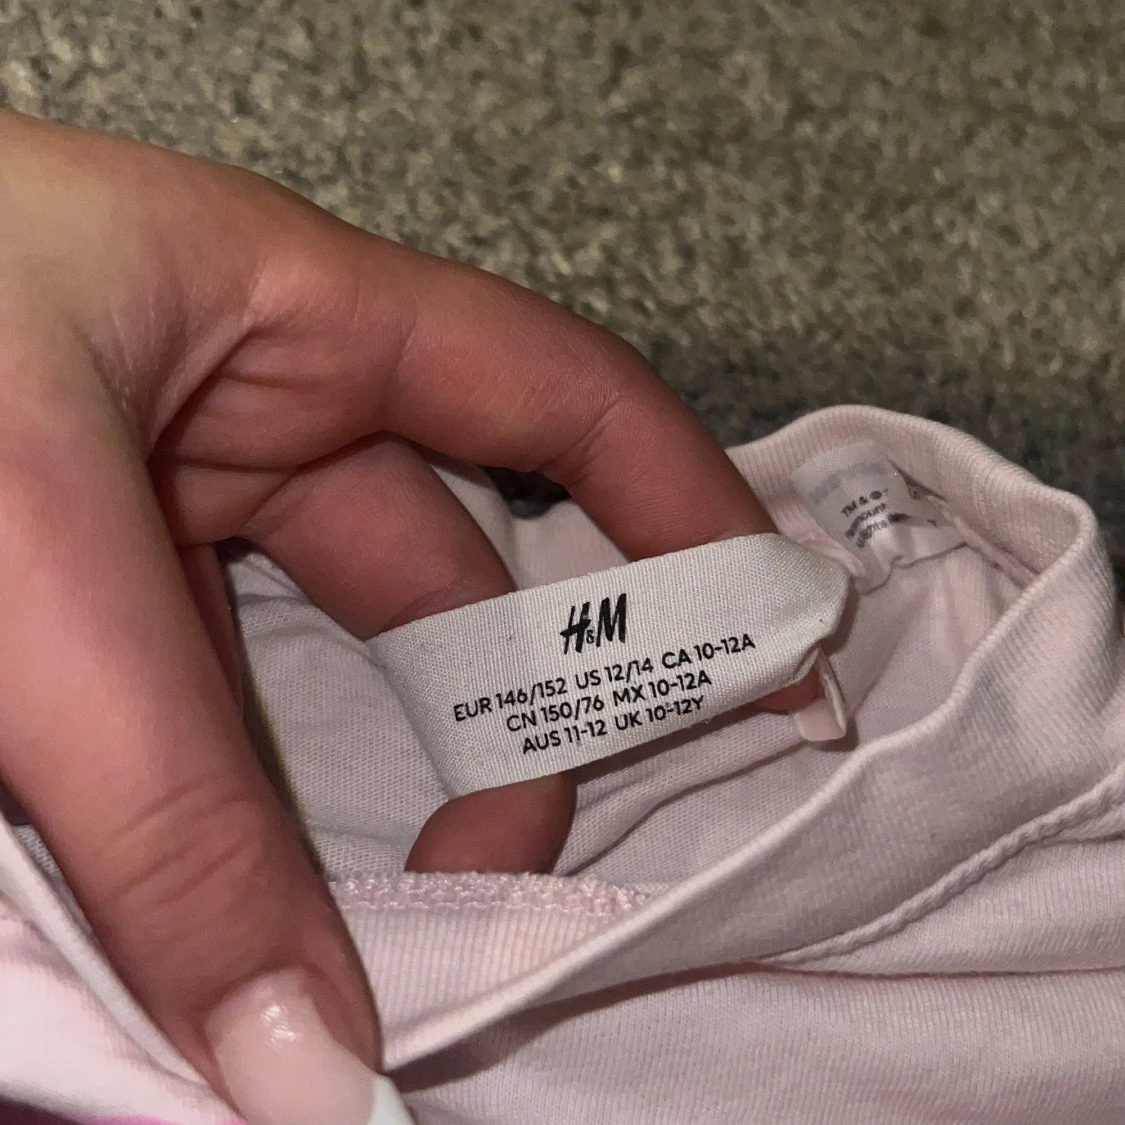 H&M
EUR 146/152 US 12/14 CA 10-12A
CN 150/76 MX 10-12A
AUS 11-12 UK 10-12Y
TM & ©